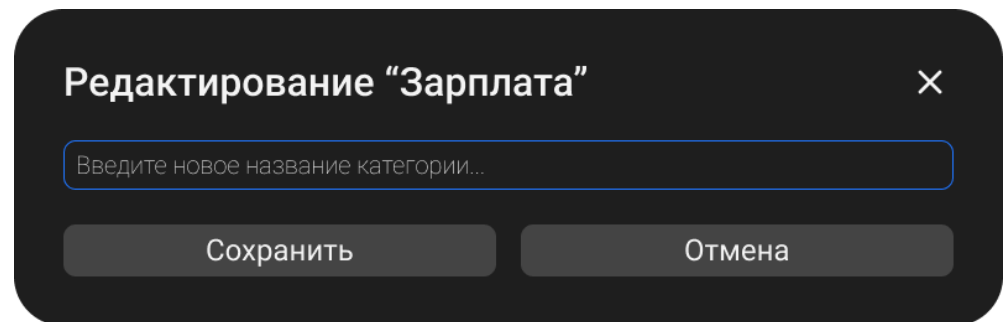 Редактирование “Зарплата”
Введите новое название категории...
Сохранить
Отмена